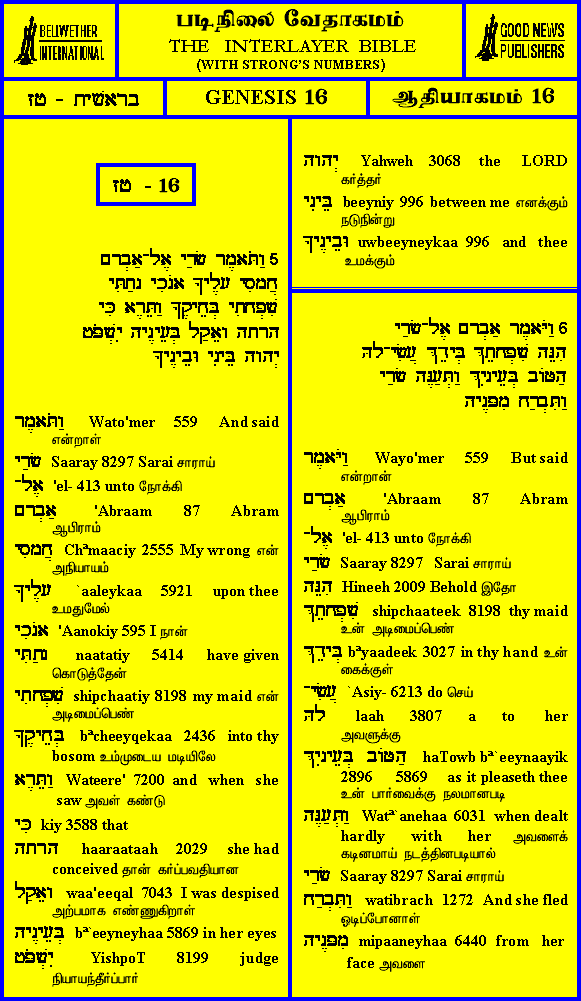 BELLWETHER
INTERNATIONAL
படிநிலை வேதாகமம்
THE INTERLAYER BIBLE
(WITH STRONG'S NUMBERS)
GOOD NEWS
PUBLISHERS
בראשית - טז
GENESIS 16
ஆதியாகமம் 16
טז - 16
5 וַתֹּאמֶר שָׂרַי אֶל־אַבְרָם
חֲמָסִי עָלֶיךָ אָנֹכִי נָתַתִּי
שִׁפְחָתִי בְּחֵיקֶךָ וַתֵּרֶא כִּי
הרתה וָאֵקַל בְּעֵינֶיהָ יִשְׁפֹּט
יְהוָה בֵּינִי וּבֵינֶיךָ
וַתֹּאמֶר Wato'mer 559 And said
என்றாள்
שָׂרַי Saaray 8297 Sarai சாராய்
אֶל־ 'el- 413 unto நோக்கி
אַבְרָם 'Abraam 87 Abram
ஆபிராம்
חֲמָסִי Chªmaaciy 2555 My wrong என்
அநியாயம்
עָלֶיךָ `aaleykaa 5921 upon thee
உமதுமேல்
אָנֹכִי 'Aanokiy 595 I நான்
נָתַתִּי naatatiy 5414 have given
கொடுத்தேன்
שִׁפְחָתִי shipchaatiy 8198 my maid என்
அடிமைப்பெண்
בְּחֵיקֶךָ bªcheeyqekaa 2436 into thy
bosom உம்முடைய மடியிலே
וַתֵּרֶא Wateere' 7200 and when she
saw அவள் கண்டு
כִּי kiy 3588 that
הרתה haaraataah 2029 she had
conceived தான் கர்ப்பவதியான
וָאֵקַל waa'eeqal 7043 I was despised
அற்பமாக எண்ணுகிறாள்
בְּעֵינֶיהָ bª`eeyneyhaa 5869 in her eyes
יִשְׁפֹּט YishpoT 8199 judge
நியாயந்தீர்ப்பார்
יְהוָה Yahweh 3068 the LORD
கர்த்தர்
בֵּינִי beeyniy 996 between me எனக்கும்
நடுநின்று
וּבֵינֶיךָ uwbeeyneykaa 996 and thee
உமக்கும்
6 וַיֹּאמֶר אַבְרָם אֶל־שָׂרַי
הִנֵּה שִׁפְחָתֵךְ בְּיָדֵךְ עֲשִׂי־לָהּ
הַטּוֹב בְּעֵינָיִךְ וַתְּעַנֶּהָ שָׂרַי
וַתִּבְרַח מִפָּנֶיהָ
וַיֹּאמֶר Wayo'mer 559 But said
என்றான்
אַבְרָם 'Abraam 87 Abram
ஆபிராம்
אֶל־ 'el- 413 unto நோக்கி
שָׂרַי Saaray 8297 Sarai சாராய்
הִנֵּה Hineeh 2009 Behold இதோ
שִׁפְחָתֵךְ shipchaateek 8198 thy maid
உன் அடிமைப்பெண்
בְּיָדֵךְ bªyaadeek 3027 in thy hand உன்
கைக்குள்
עֲשִׂי־ `Asiy- 6213 do செய்
לָהּ laah 3807 a to her
அவளுக்கு
הַטּוֹב בְּעֵינָיִךְ haTowb bª`eeynaayik
2896 5869 as it pleaseth thee
உன் பார்வைக்கு நலமானபடி
וַתְּעַנֶּהָ Watª`anehaa 6031 when dealt
hardly with her அவளைக்
கடினமாய் நடத்தினபடியால்
שָׂרַי Saaray 8297 Sarai சாராய்
וַתִּבְרַח watibrach 1272 And she fled
ஓடிப்போனாள்
מִפָּנֶיהָ mipaaneyhaa 6440 from her
face அவளை